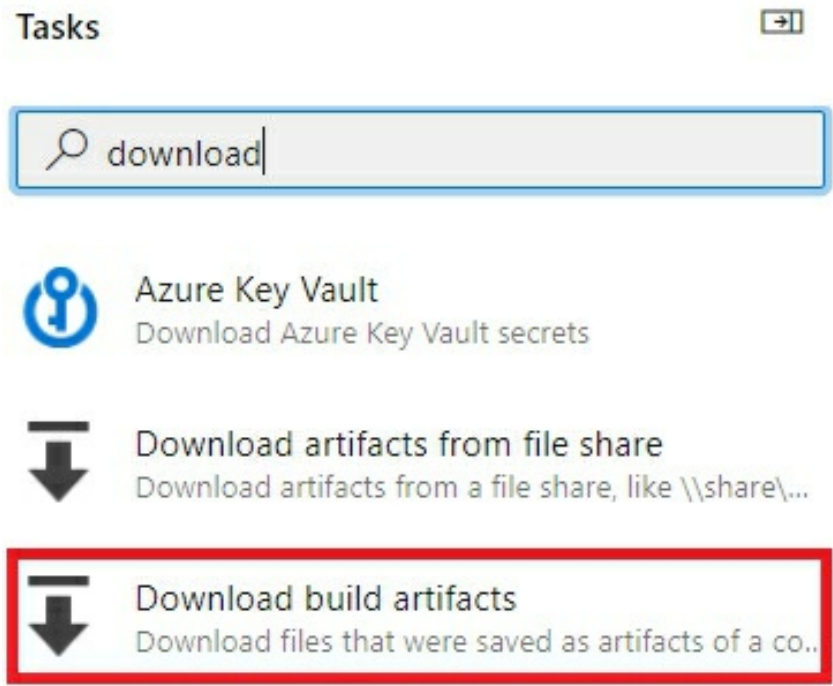 Tasks
download
Azure Key Vault
Download Azure Key Vault secrets
Download artifacts from file share
Download artifacts from a file share, like \\share\...
Download build artifacts
Download files that were saved as artifacts of a co..